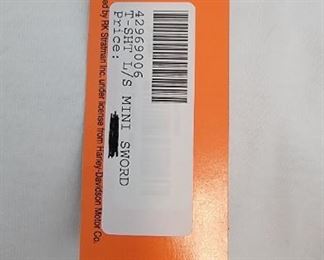 42969006
T-SHT L/S MINI SWORD
Price:
ed by RK Stratman Inc. under license from Harley-Davidson Motor Co.